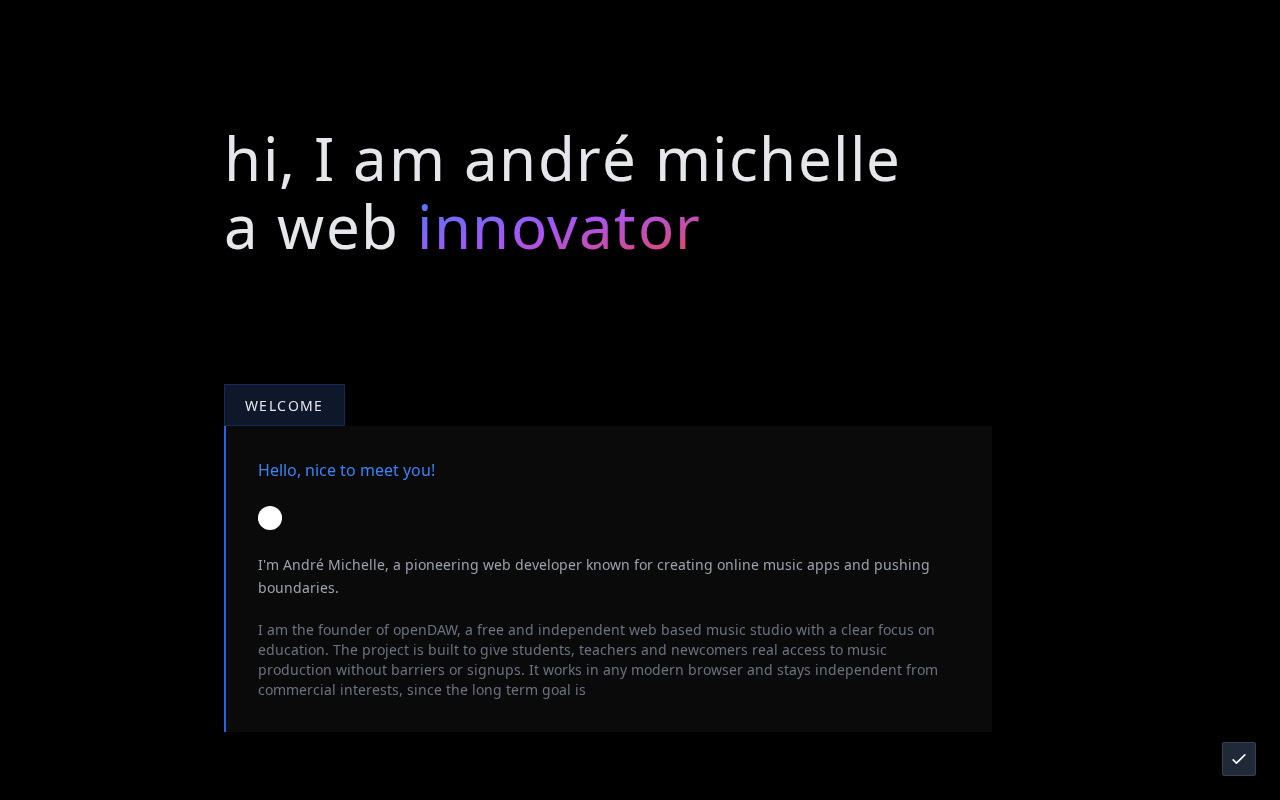 hi, I am andré michelle
a web innovator
WELCOME
Hello, nice to meet you!
I'm André Michelle, a pioneering web developer known for creating online music apps and pushing
boundaries.
I am the founder of openDAW, a free and independent web based music studio with a clear focus on
education. The project is built to give students, teachers and newcomers real access to music
production without barriers or signups. It works in any modern browser and stays independent from
commercial interests, since the long term goal is